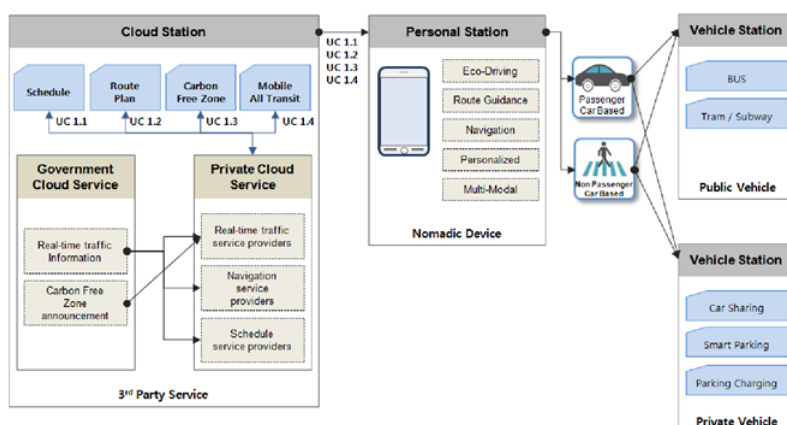 Cloud Station
Schedule
Route
Plan
Carbon
Free Zone
Mobile
All Transit
UC 1.1
UC 1.2
UC 1.3
UC 1.4
Government
Cloud Service
Real-time traffic
Information
Carbon Free
Zone
announcement
Private Cloud
Service
Real-time traffic
service providers
Navigation
service
providers
Schedule
service providers
3rd Party Service
UC 1.1
UC 1.2
UC 1.3
UC 1.4
Personal Station
Eco-Driving
Route Guidance
Navigation
Personalized
Multi-Modal
Nomadic Device
Passenger
Car Based
Non Passenger
Car Based
Vehicle Station
BUS
Tram / Subway
Public Vehicle
Vehicle Station
Car Sharing
Smart Parking
Parking Charging
Private Vehicle